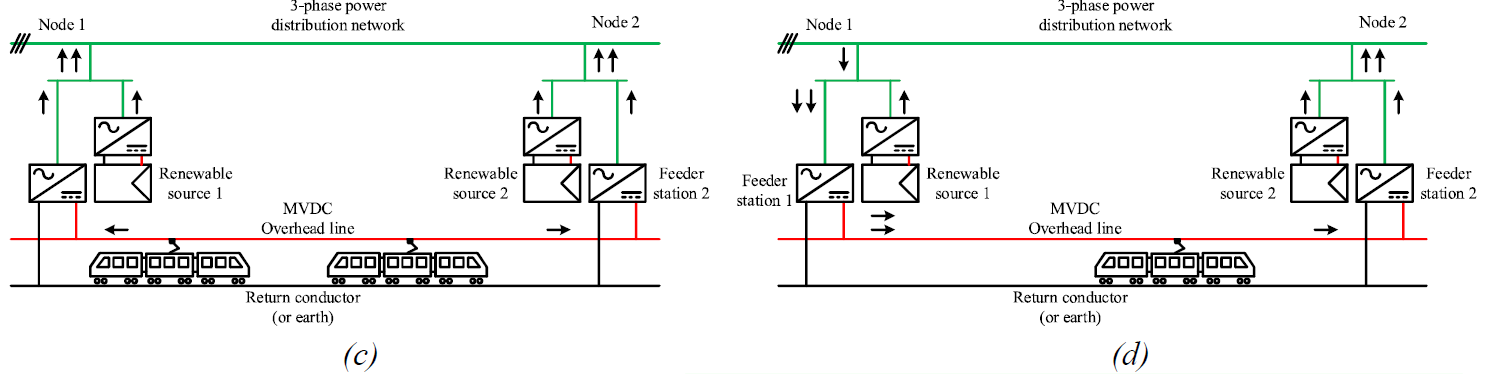 3-phase power
distribution network
Node 1
Node 2
Renewable
source 1
Renewable
source 2
Feeder
station 2
MVDC
Overhead line
Return conductor
(or earth)
(c)
3-phase power
distribution network
Node 1
Node 2
Feeder
station 1
Renewable
source 1
Renewable
source 2
Feeder
station 2
MVDC
Overhead line
Return conductor
(or earth)
(d)